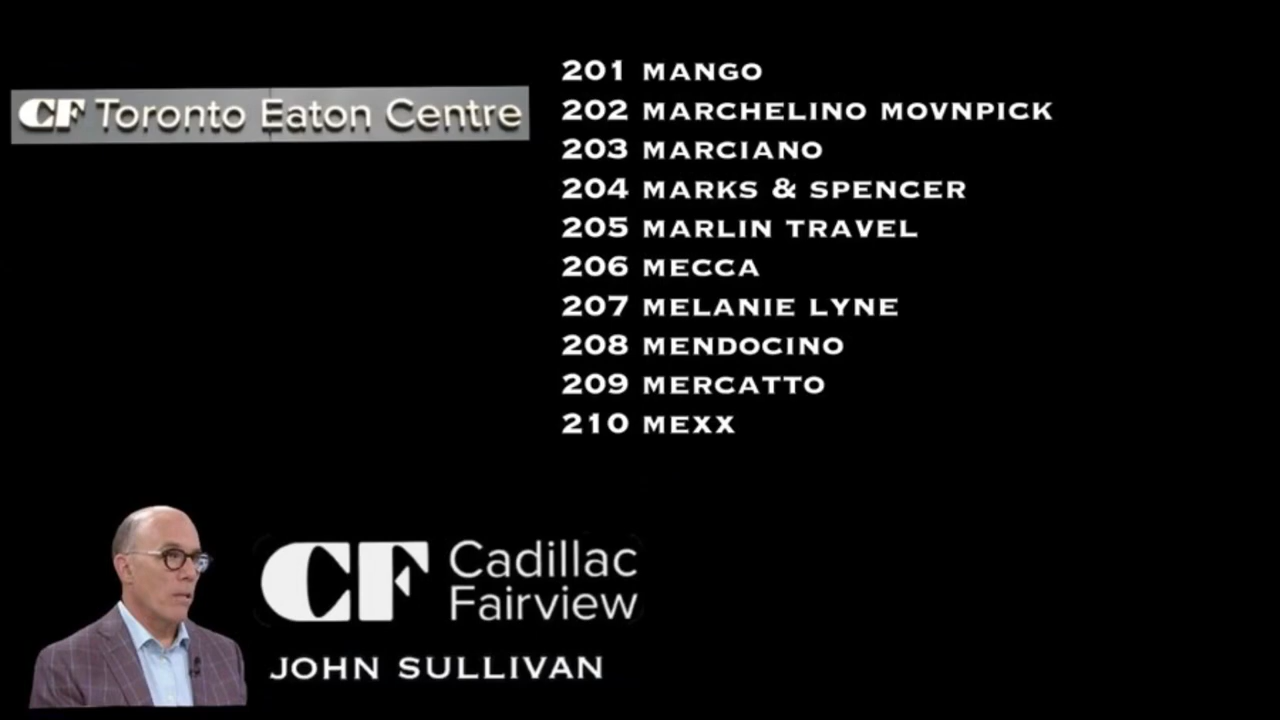 CF Toronto Eaton Centre
201 MANGO
202 MARCHELINO MOVNPICK
203 MARCIANO
204 MARKS & SPENCER
205 MARLIN TRAVEL
206 MECCA
207 MELANIE LYNE
208 MENDOCINO
209 MERCATTO
210 MEXX
CF Cadillac
Fairview
JOHN SULLIVAN